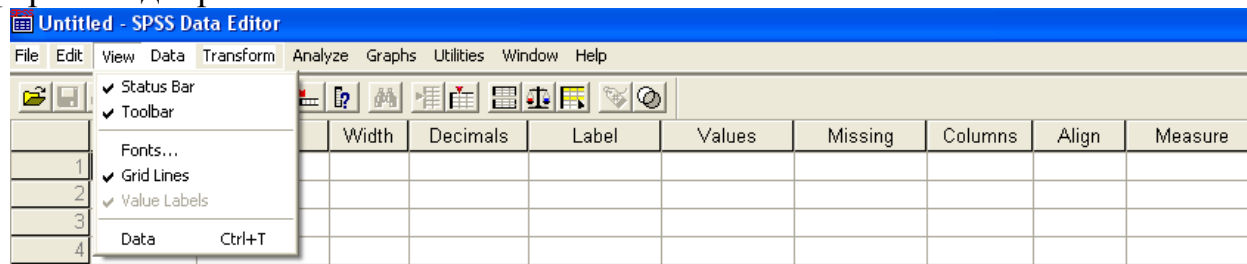 Untitled - SPSS Data Editor
File Edit View Data Transform Analyze Graphs Utilities Window Help
Status Bar
Toolbar
Width Decimals Label Values Missing Columns Align Measure
Fonts...
1
Grid Lines
2
Value Labels
3
Data Ctrl+T
4